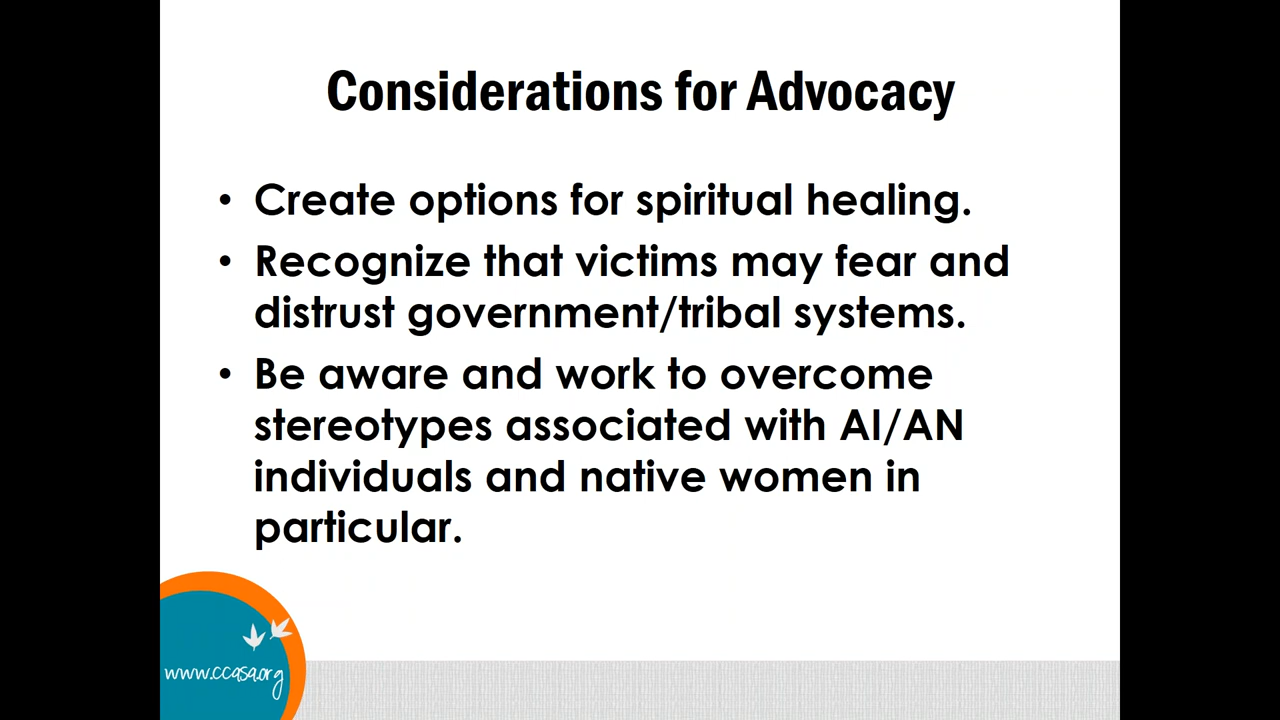 Considerations for Advocacy
• Create options for spiritual healing.
• Recognize that victims may fear and
distrust government/tribal systems.
• Be aware and work to overcome
stereotypes associated with AI/AN
individuals and native women in
particular.
www.ccasa.org